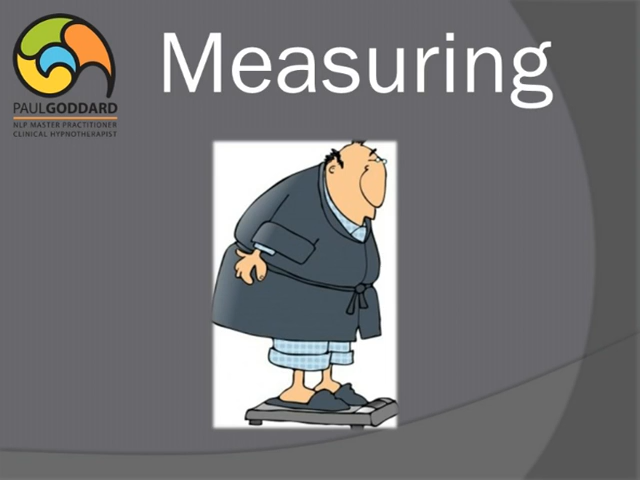 Measuring
PAULGODDARD
NLP MASTER PRACTITIONER
CLINICAL HYPNOTHERAPIST